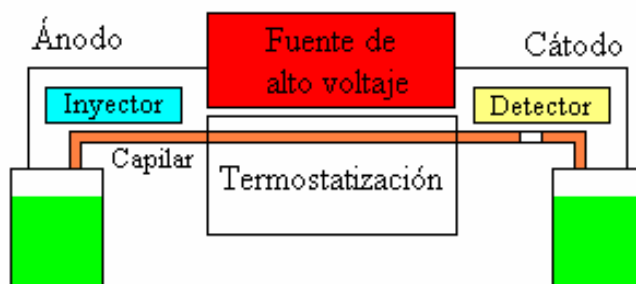 Ánodo
Fuente de
alto voltaje
Cátodo
Inyector
Detector
Capilar
Termostatización